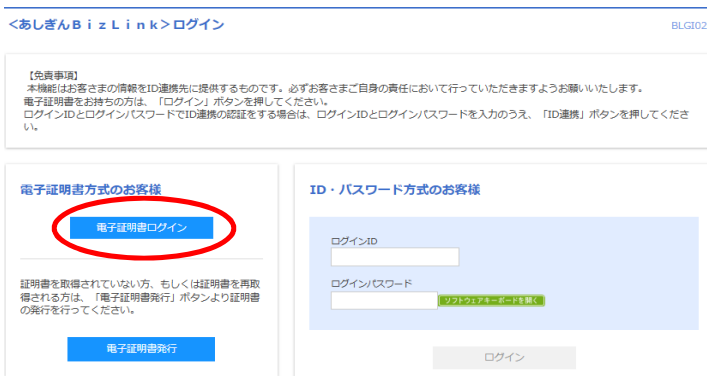 <あしぎんＢｉｚＬｉｎｋ>ログイン
BLGI02
【免責事項】
本機能はお客さまの情報をID連携先に提供するものです。必ずお客さまご自身の責任において行っていただきますようお願いいたします。
電子証明書をお持ちの方は、「ログイン」ボタンを押してください。
ログインIDとログインパスワードでID連携の認証をする場合は、ログインIDとログインパスワードを入力のうえ、「ID連携」ボタンを押してくださ
い。
電子証明書方式のお客様
電子証明書ログイン
証明書を取得されていない方、もしくは証明書を再取
得される方は、「電子証明書発行」ボタンより証明書
の発行を行ってください。
電子証明書発行
ID・パスワード方式のお客様
ログインID
ログインパスワード
ソフトウェアキーボードを開く
ログイン